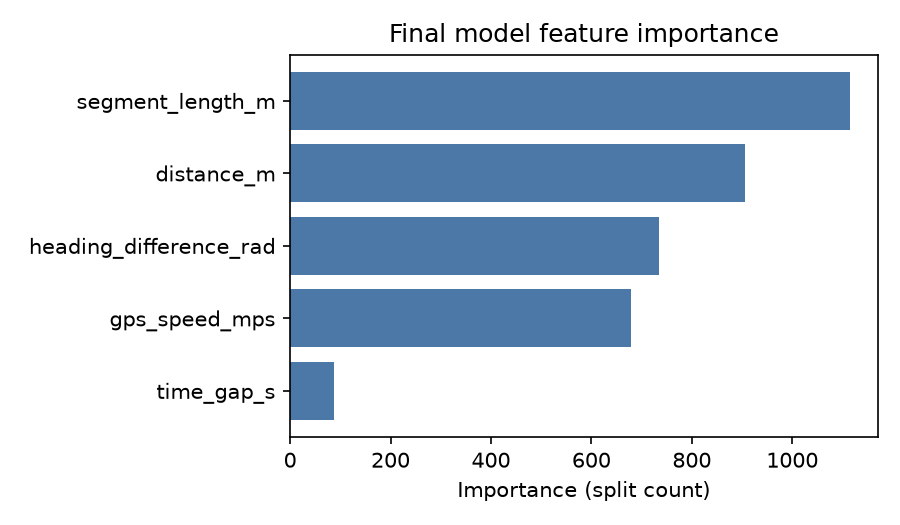 Final model feature importance
segment_length_m
distance_m
heading_difference_rad
gps_speed_mps
time_gap_s
0 200 400 600 800 1000
Importance (split count)